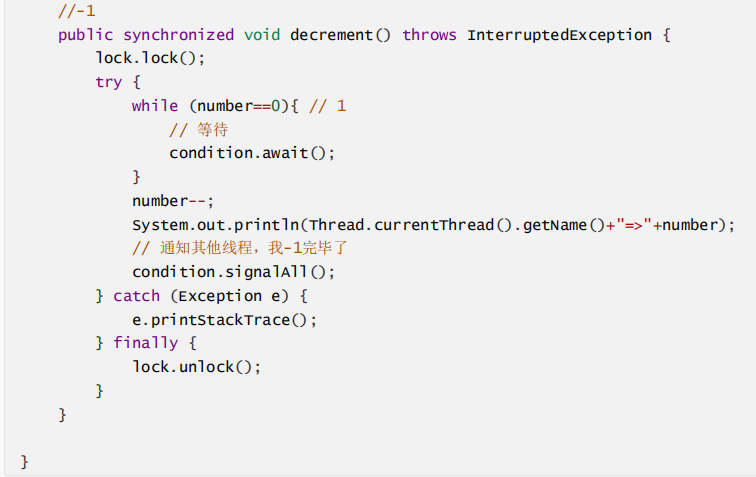 //-1
public synchronized void decrement() throws InterruptedException {
lock.lock();
try {
while (number==0){ // 1
// 等待
condition.await();
}
number--;
System.out.println(Thread.currentThread().getName()+"=>"+number);
// 通知其他线程，我-1完毕了
condition.signalAll();
} catch (Exception e) {
e.printStackTrace();
} finally {
lock.unlock();
}
}
}